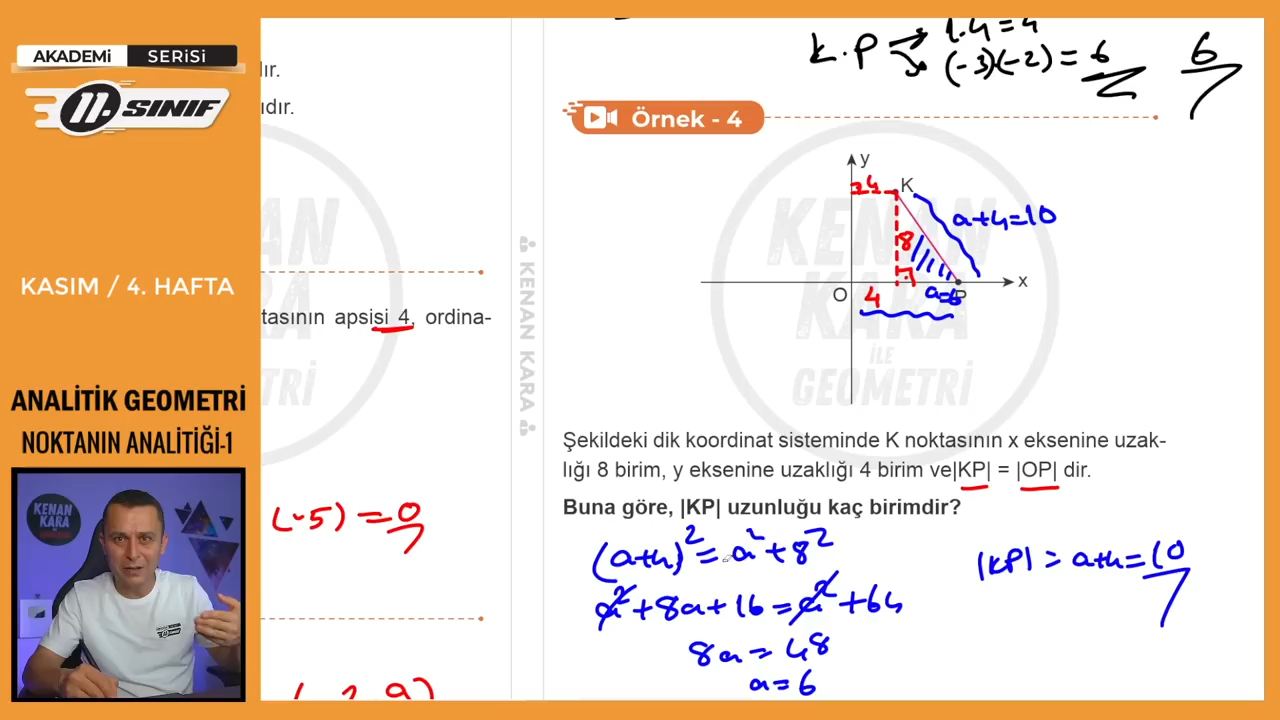 AKADEMi SERiSi
11. SINIF
KASIM / 4. HAFTA
ANALİTİK GEOMETRİ
NOKTANIN ANALİTİĞİ-1
KENAN
KARA
dır.
ıdır.
tasının apsisi 4, ordina-
(-5) = 0
KENAN KARA
K.P
1.4 = 4
(-3)(-2) = 6
6
Örnek - 4
y
4
K
a+4=10
8
O
4
a=6
P
x
KENAN
KARA
İLE
GEOMETRİ
Şekildeki dik koordinat sisteminde K noktasının x eksenine uzak-
lığı 8 birim, y eksenine uzaklığı 4 birim ve|KP| = |OP| dir.
Buna göre, |KP| uzunluğu kaç birimdir?
(a+4)² = a² + 8²
a² + 8a + 16 = a² + 64
8a = 48
a = 6
|KP| = a+4 = 10